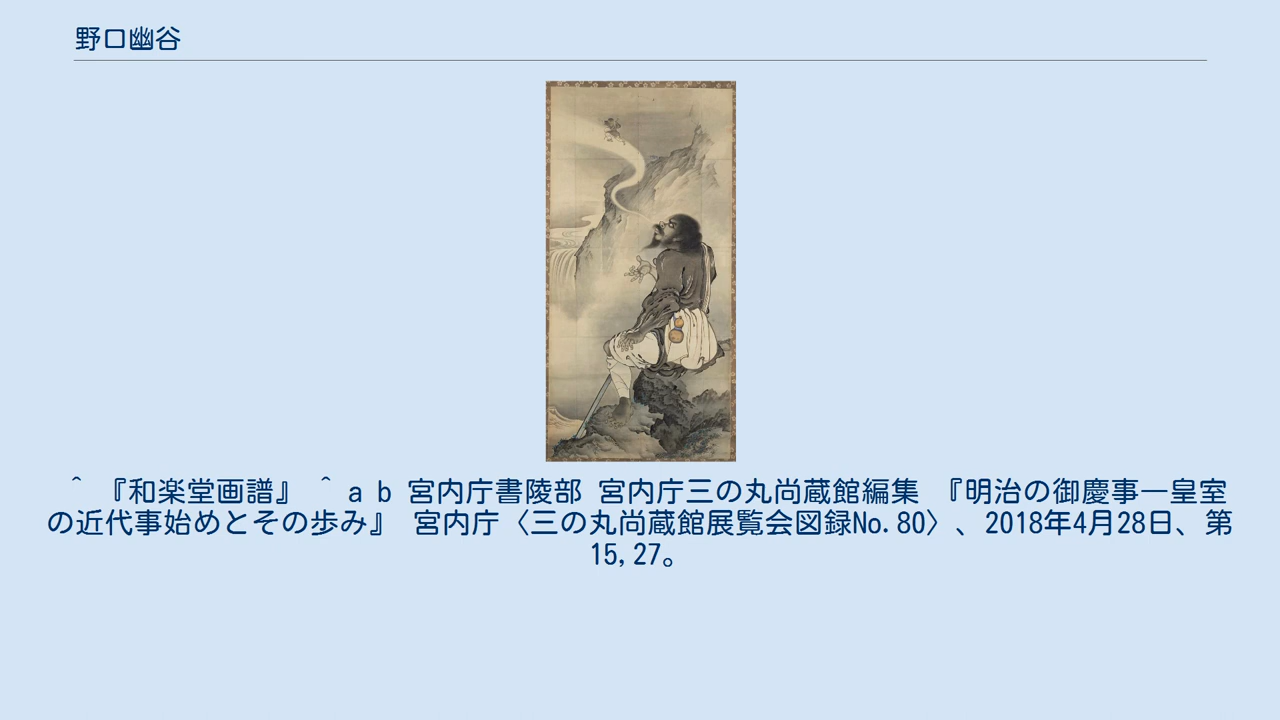 野口幽谷
^ 『和楽堂画譜』 ^ a b 宮内庁書陵部 宮内庁三の丸尚蔵館編集 『明治の御慶事―皇室
の近代事始めとその歩み』 宮内庁〈三の丸尚蔵館展覧会図録No.80〉、2018年4月28日、第
15,27。